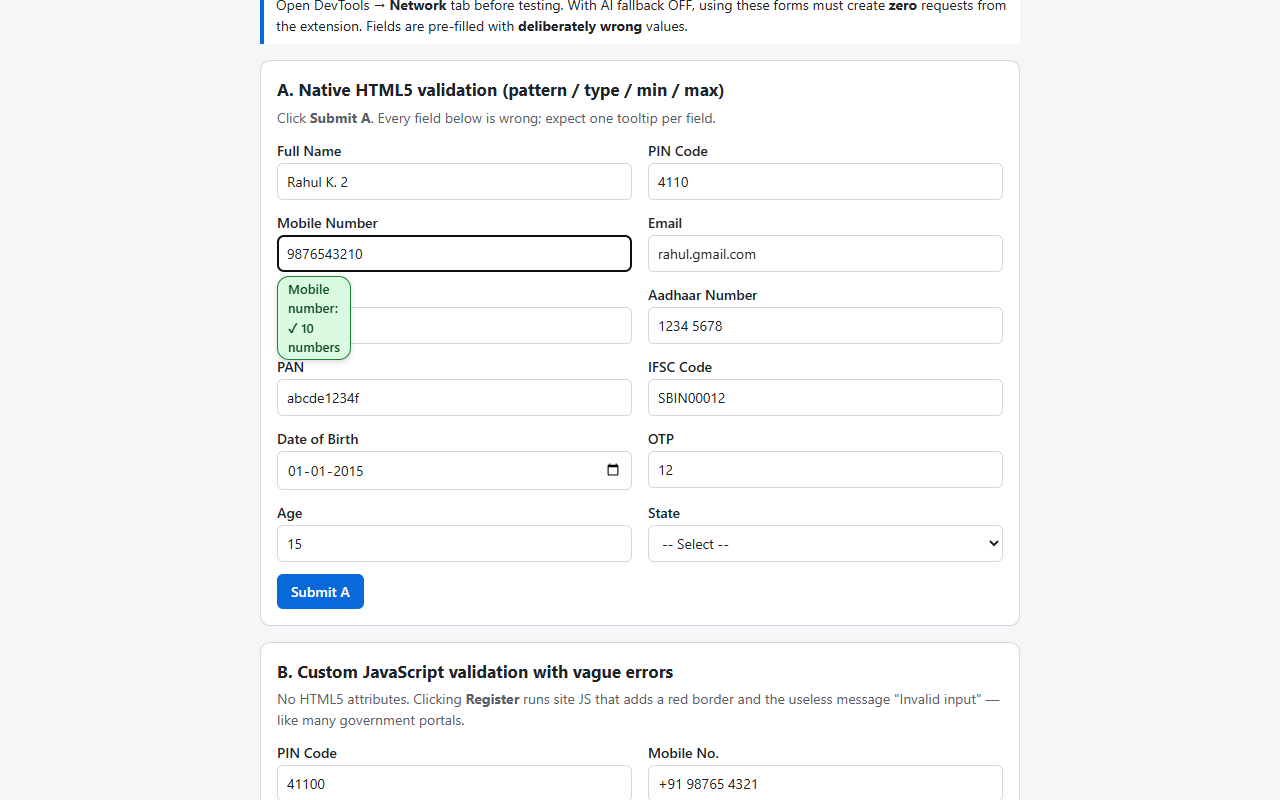 Open DevTools → Network tab before testing. With AI fallback OFF, using these forms must create zero requests from
the extension. Fields are pre-filled with deliberately wrong values.
A. Native HTML5 validation (pattern / type / min / max)
Click Submit A. Every field below is wrong; expect one tooltip per field.
Full Name
PIN Code
Rahul K. 2
4110
Mobile Number
Email
9876543210
rahul.gmail.com
Mobile
number:
✓ 10
numbers
Aadhaar Number
1234 5678
PAN
IFSC Code
abcde1234f
SBIN00012
Date of Birth
OTP
01-01-2015
12
Age
State
15
-- Select --
Submit A
B. Custom JavaScript validation with vague errors
No HTML5 attributes. Clicking Register runs site JS that adds a red border and the useless message "Invalid input" —
like many government portals.
PIN Code
Mobile No.
41100
+91 98765 4321